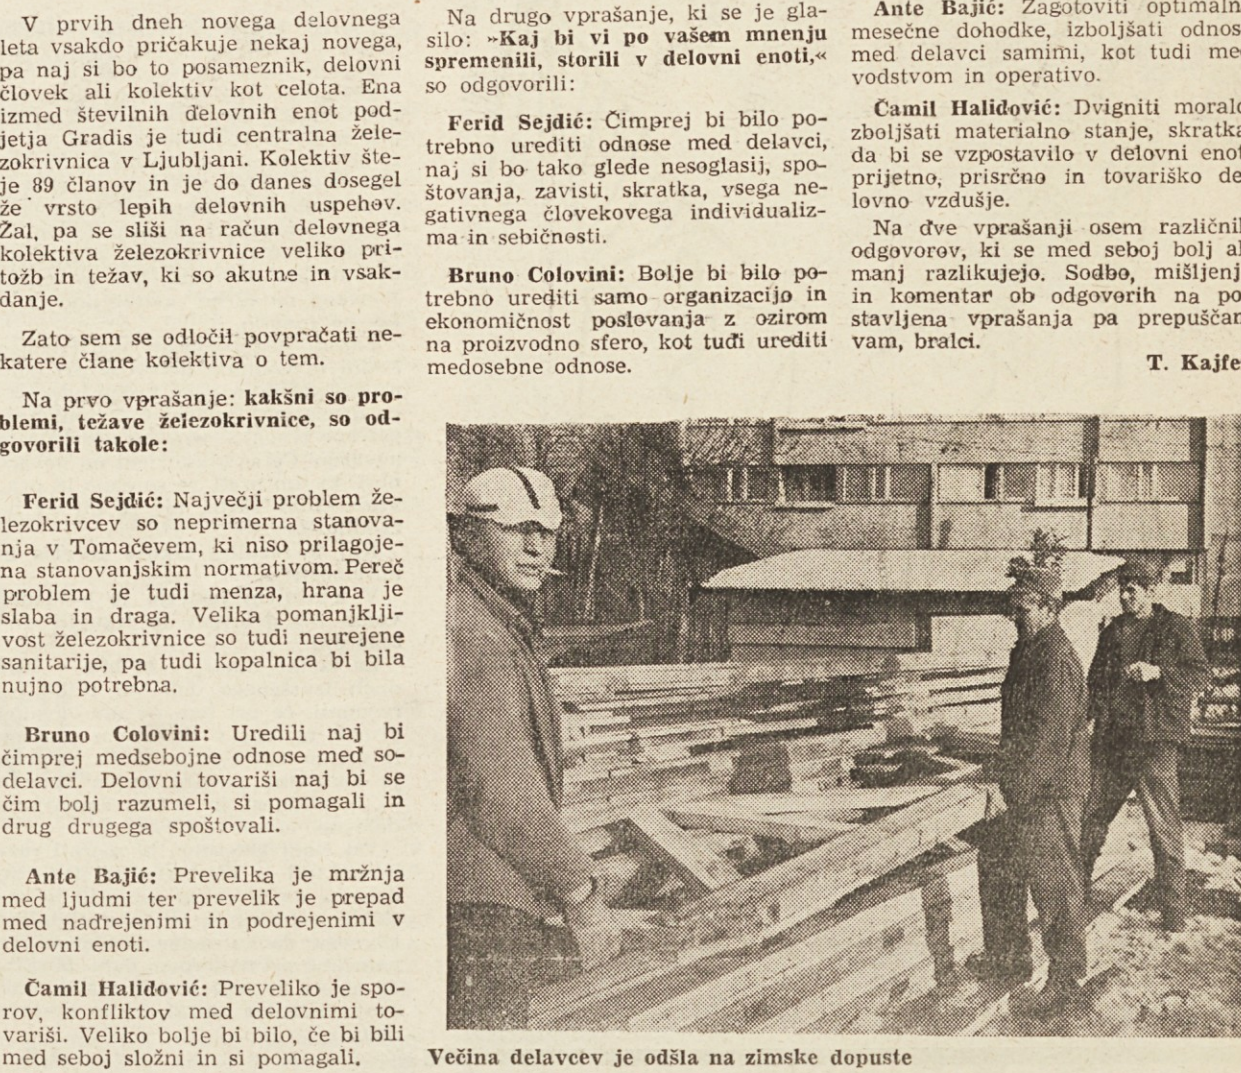 V prvih dneh novega delovnega
leta vsakdo pričakuje nekaj novega,
pa naj si bo to posameznik, delovni
človek ali kolektiv kot celota. Ena
izmed številnih delovnih enot pod-
jetja Gradis je tudi centralna žele-
zokrivnica v Ljubljani. Kolektiv šte-
je 89 članov in je do danes dosegel
že vrsto lepih delovnih uspehov.
Žal, pa se sliši na račun delovnega
kolektiva železokrivnice veliko pri-
tožb in težav, ki so akutne in vsak-
danje.
Zato sem se odločil povpračati ne-
katere člane kolektiva o tem.
Na prvo vprašanje: kakšni so pro-
blemi, težave železokrivnice, so od-
govorili takole:
Ferid Sejdić: Največji problem že-
lezokrivcev so neprimerna stanova-
nja v Tomačevem, ki niso prilagoje-
na stanovanjskim normativom. Pereč
problem je tudi menza, hrana je
slaba in draga. Velika pomanjklji-
vost železokrivnice so tudi neurejene
sanitarije, pa tudi kopalnica bi bila
nujno potrebna.
Bruno Colovini: Uredili naj bi
čimprej medsebojne odnose med so-
delavci. Delovni tovariši naj bi se
čim bolj razumeli, si pomagali in
drug drugega spoštovali.
Ante Bajić: Prevelika je mržnja
med ljudmi ter prevelik je prepad
med nadrejenimi in podrejenimi v
delovni enoti.
Čamil Halidović: Preveliko je spo-
rov, konfliktov med delovnimi to-
variši. Veliko bolje bi bilo, če bi bili
med seboj složni in si pomagali.
Na drugo vprašanje, ki se je gla-
silo: »Kaj bi vi po vašem mnenju
spremenili, storili v delovni enoti,«
so odgovorili:
Ferid Sejdić: Čimprej bi bilo po-
trebno urediti odnose med delavci,
naj si bo tako glede nesoglasij, spo-
štovanja, zavisti, skratka, vsega ne-
gativnega človekovega individualiz-
ma in sebičnosti.
Bruno Colovini: Bolje bi bilo po-
trebno urediti samo organizacijo in
ekonomičnost poslovanja z ozirom
na proizvodno sfero, kot tudi urediti
medosebne odnose.
Ante Bajić: Zagotoviti optimaln
mesečne dohodke, izboljšati odnos
med delavci samimi, kot tudi me
vodstvom in operativo.
Čamil Halidović: Dvigniti moralo
zboljšati materialno stanje, skratka
da bi se vzpostavilo v delovni enot
prijetno, prisrčno in tovariško de
lovno vzdušje.
Na dve vprašanji osem različnih
odgovorov, ki se med seboj bolj al
manj razlikujejo. Sodbo, mišljenj
in komentar ob odgovorih na po
stavljena vprašanja pa prepuščam
vam, bralci.
T. Kajfe
Večina delavcev je odšla na zimske dopuste